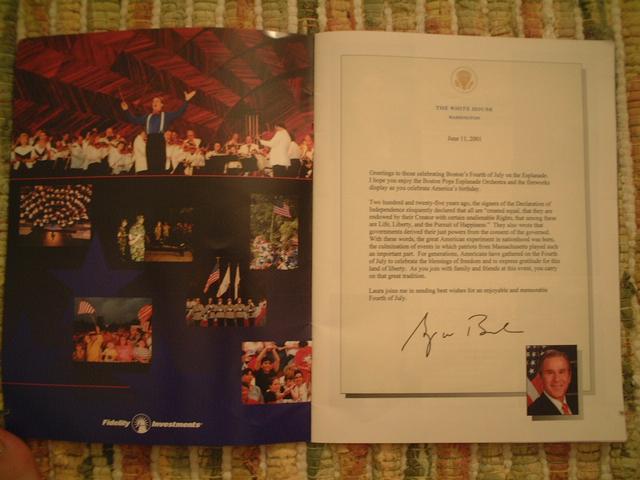 THE WHITE HOUSE
WASHINGTON
June 11, 2001
Greetings to those celebrating Boston's Fourth of July on the Esplanade.
I hope you enjoy the Boston Pops Esplanade Orchestra and the fireworks
display as you celebrate America's birthday.
Two hundred and twenty-five years ago, the signers of the Declaration of
Independence eloquently declared that all are "created equal, that they are
endowed by their Creator with certain unalienable Rights, that among these
are Life, Liberty, and the Pursuit of Happiness." They also wrote that
governments derived their just powers from the consent of the governed.
With these words, the great American experiment in nationhood was born,
the culmination of events in which patriots from Massachusetts played such
an important part. For generations, Americans have gathered on the Fourth
of July to celebrate the blessings of freedom and to express gratitude for this
land of liberty. As you join with family and friends at this event, you carry
on that great tradition.
Laura joins me in sending best wishes for an enjoyable and memorable
Fourth of July.
Fidelity Investments